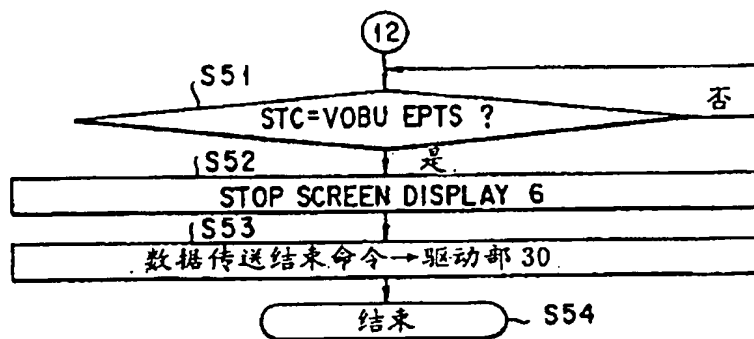 12
S51
STC=VOBU EPTS ?
否
是
S52
STOP SCREEN DISPLAY 6
S53
数据传送结束命令→驱动部 30
结束
S54